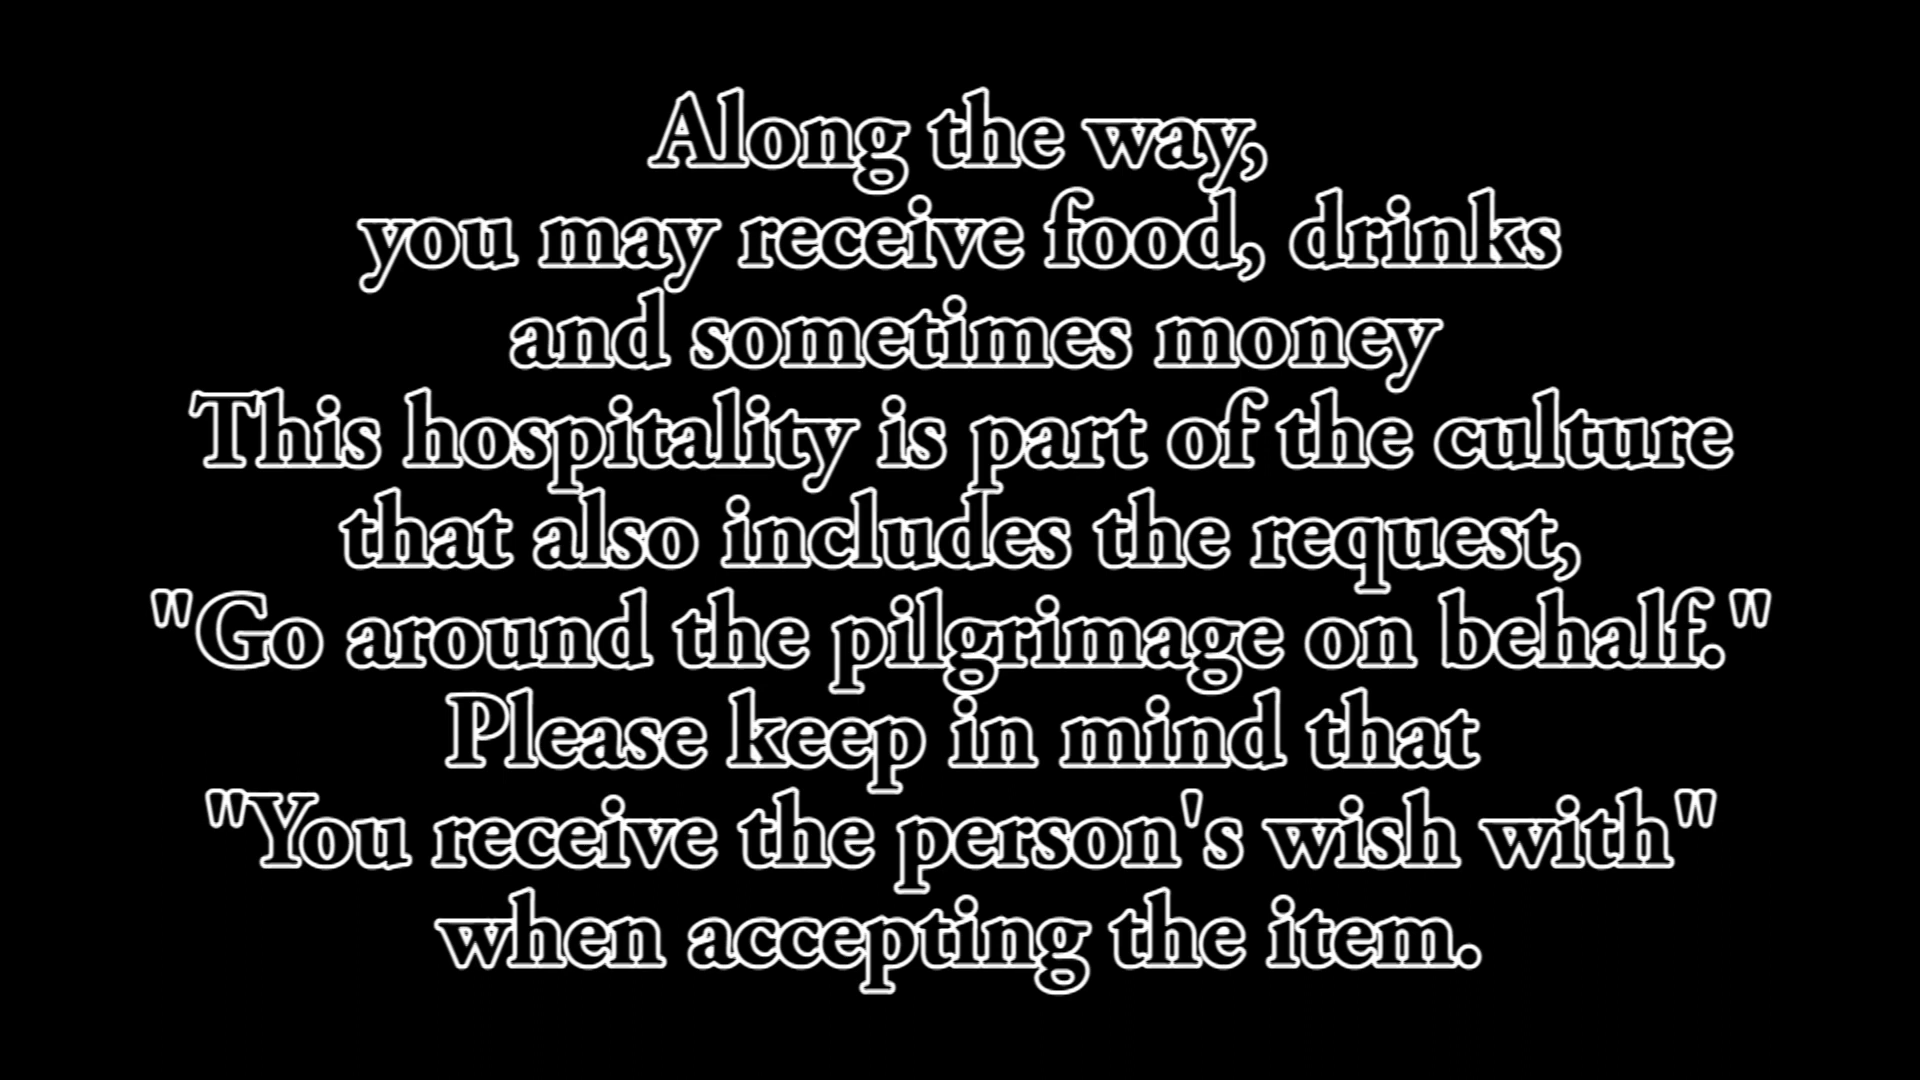 Along the way,
you may receive food, drinks
and sometimes money
This hospitality is part of the culture
that also includes the request,
"Go around the pilgrimage on behalf."
Please keep in mind that
"You receive the person's wish with"
when accepting the item.